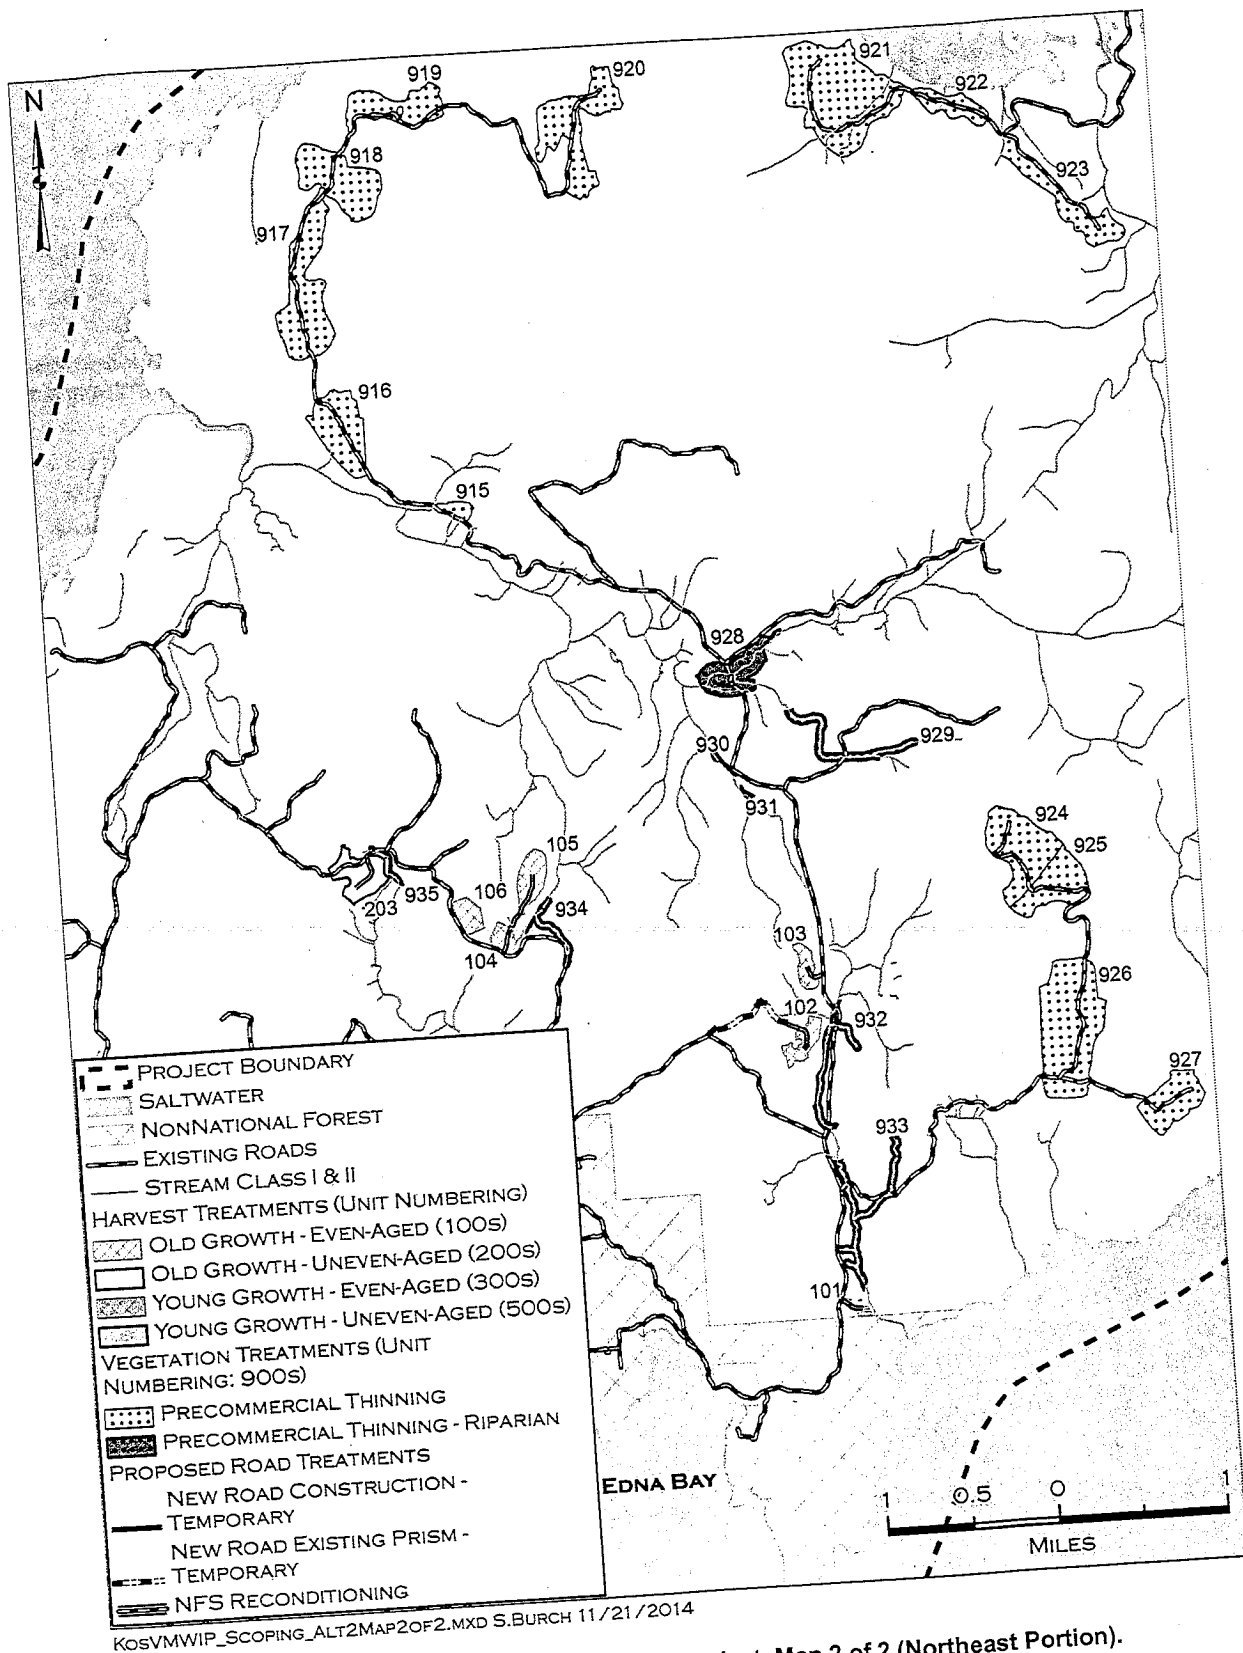 N
919
920
921
922
918
923
917
916
915
928
930
929
931
924
925
105
106
935
203
934
104
103
926
102
932
927
933
101
PROJECT BOUNDARY
SALTWATER
NONNATIONAL FOREST
EXISTING ROADS
STREAM CLASS I & II
HARVEST TREATMENTS (UNIT NUMBERING)
OLD GROWTH - EVEN-AGED (100S)
OLD GROWTH - UNEVEN-AGED (200S)
YOUNG GROWTH - EVEN-AGED (300S)
YOUNG GROWTH - UNEVEN-AGED (500S)
VEGETATION TREATMENTS (UNIT
NUMBERING: 900S)
PRECOMMERCIAL THINNING
PRECOMMERCIAL THINNING - RIPARIAN
PROPOSED ROAD TREATMENTS
NEW ROAD CONSTRUCTION -
TEMPORARY
NEW ROAD EXISTING PRISM -
TEMPORARY
NFS RECONDITIONING
EDNA BAY
1 0.5 0 1
MILES
KOSVMWIP_SCOPING_ALT2MAP2OF2.MXD S.BURCH 11/21/2014
Map 2 of 2 (Northeast Portion).